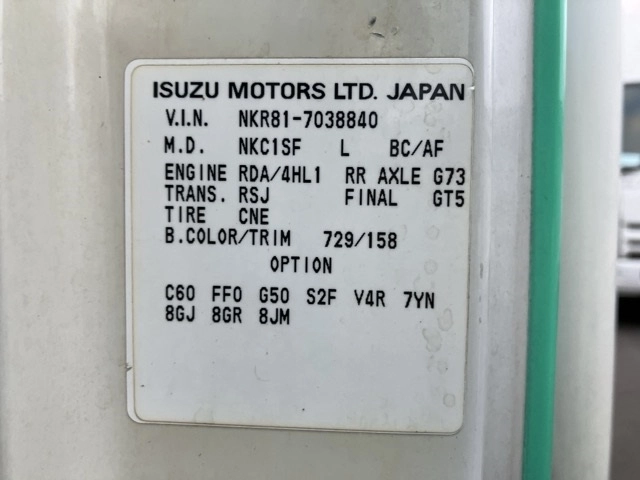 ISUZU MOTORS LTD. JAPAN
V.I.N. NKR81-7038840
M.D. NKC1SF L BC/AF
ENGINE RDA/4HL1 RR AXLE G73
TRANS. RSJ FINAL GT5
TIRE CNE
B.COLOR/TRIM 729/158
OPTION
C60 FF0 G50 S2F V4R 7YN
8GJ 8GR 8JM